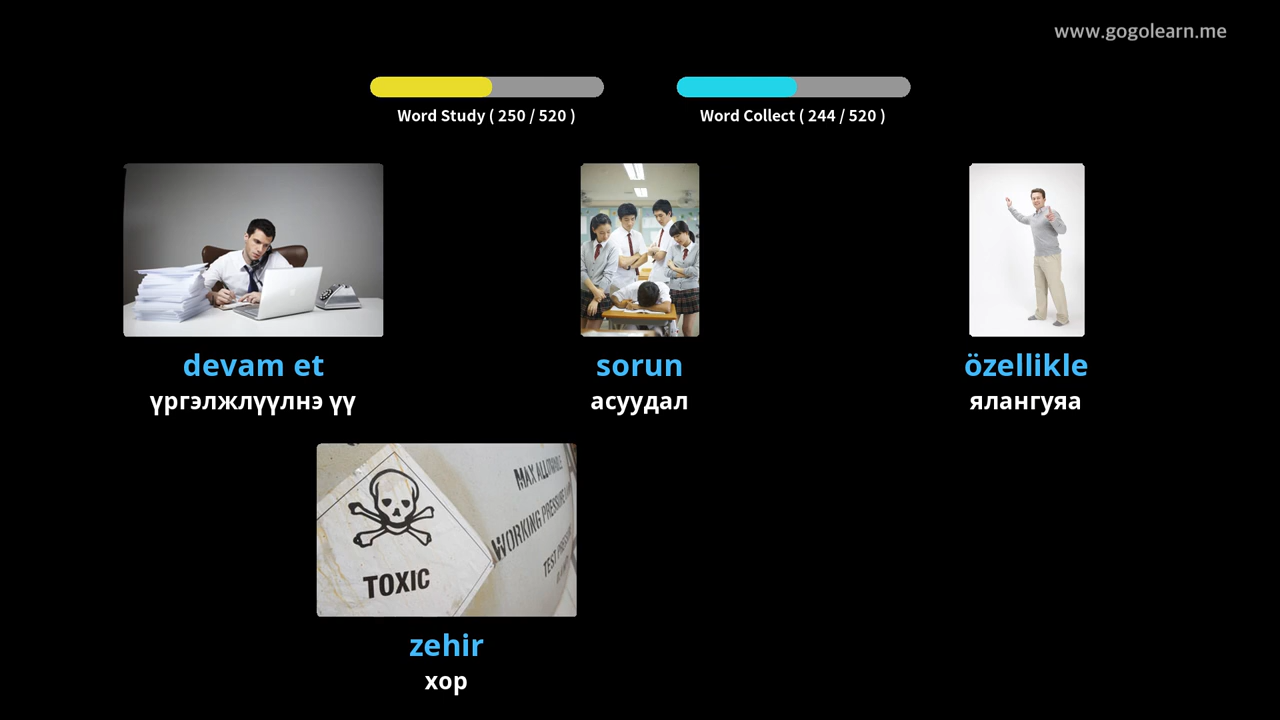 www.gogolearn.me
Word Study ( 250 / 520 )
Word Collect ( 244 / 520 )
devam et
үргэлжлүүлнэ үү
sorun
асуудал
özellikle
ялангуяа
MAX ALLOWABLE
WORKING PRESSURE
TOXIC
zehir
хор